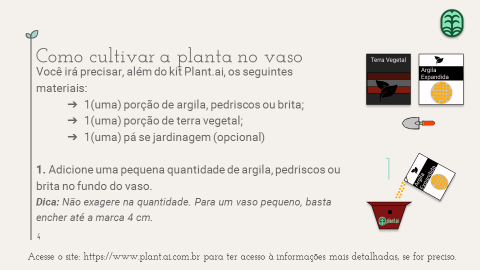 Como cultivar a planta no vaso
Você irá precisar, além do kit Plant.ai, os seguintes
materiais:
➔ 1(uma) porção de argila, pedriscos ou brita;
➔ 1(uma) porção de terra vegetal;
➔ 1(uma) pá se jardinagem (opcional)
1. Adicione uma pequena quantidade de argila, pedriscos ou
brita no fundo do vaso.
Dica: Não exagere na quantidade. Para um vaso pequeno, basta
encher até a marca 4 cm.
4
Terra Vegetal
Argila
Expandida
1
Argila
Expandida
plantai
Acesse o site: https://www.plant.ai.com.br para ter acesso à informações mais detalhadas, se for preciso.